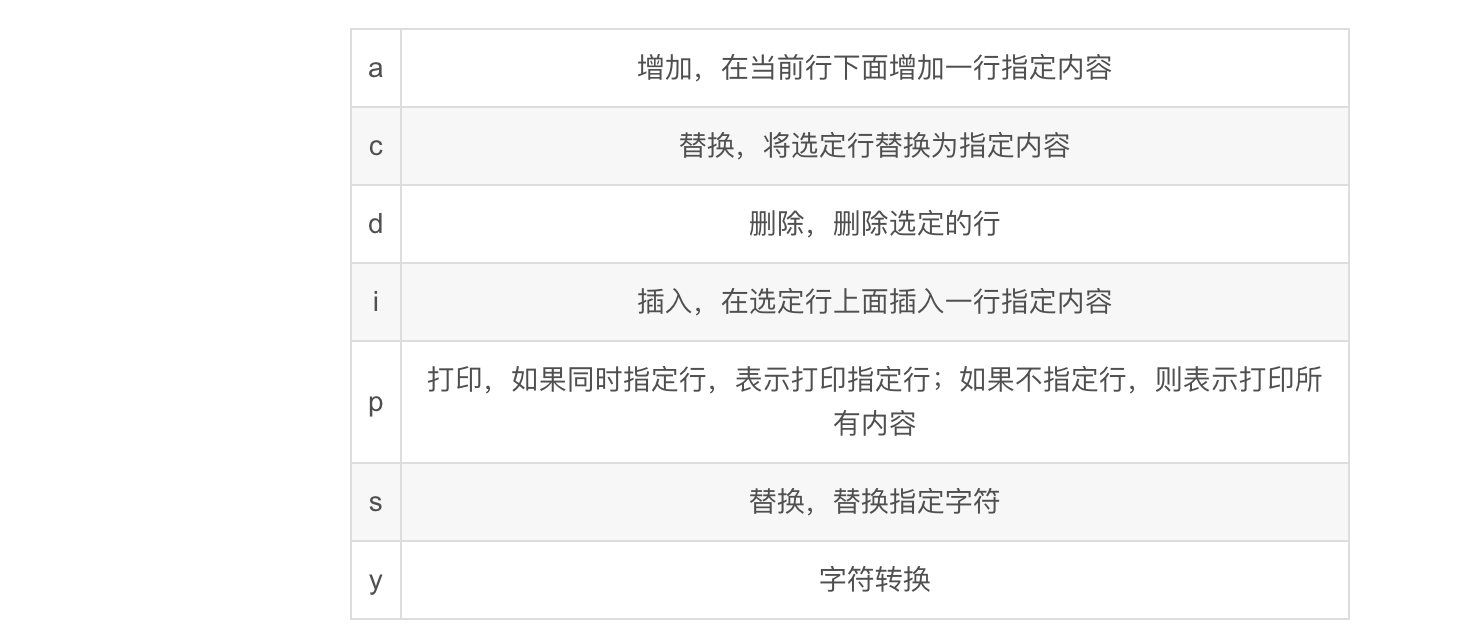 a 增加，在当前行下面增加一行指定内容
c 替换，将选定行替换为指定内容
d 删除，删除选定的行
i 插入，在选定行上面插入一行指定内容
p 打印，如果同时指定行，表示打印指定行；如果不指定行，则表示打印所
有内容
s 替换，替换指定字符
y 字符转换